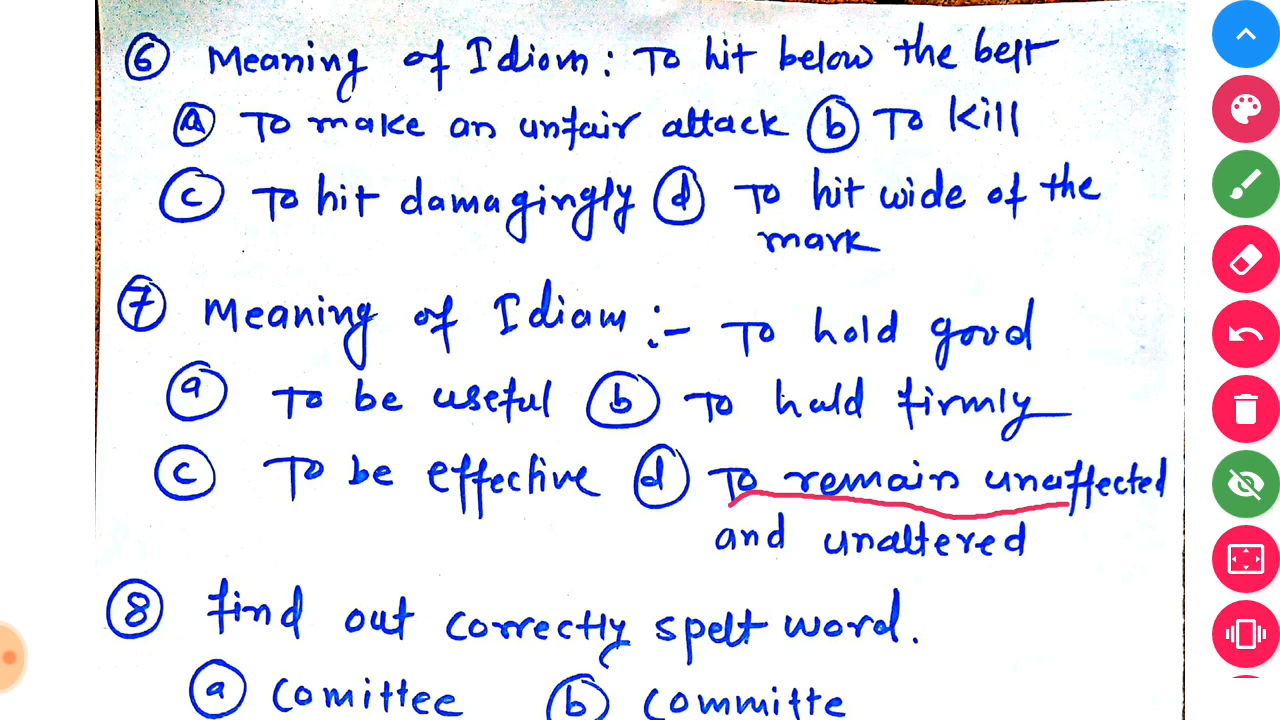 6 Meaning of Idiom: To hit below the belt
a To make an unfair attack b To kill
c To hit damagingly d To hit wide of the
mark
7 Meaning of Idiam :- To hold good
a To be useful b To hald firmly
c To be effective d To remain unaffected
and unaltered
8 find out correctly spelt word.
a Comittee b Committe